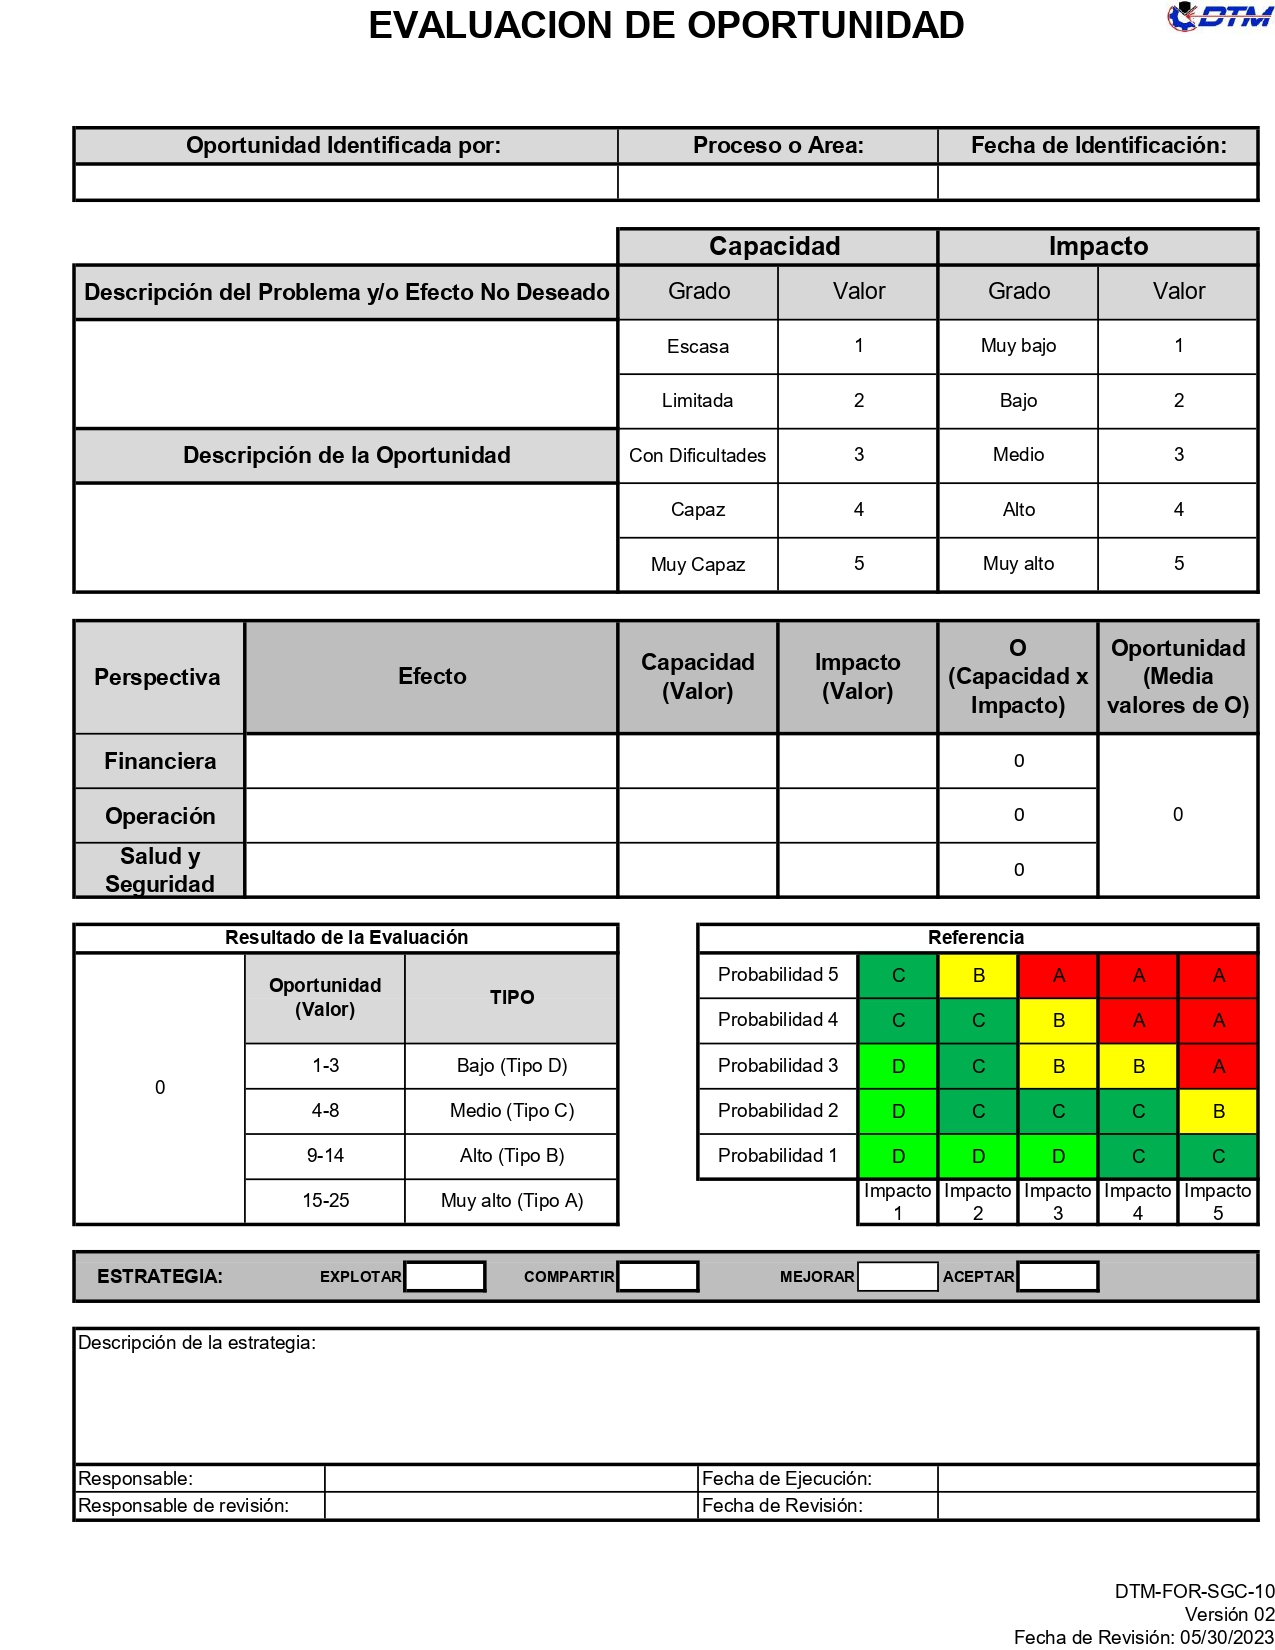 EVALUACION DE OPORTUNIDAD
DTM
Oportunidad Identificada por: Proceso o Area: Fecha de Identificación:
Capacidad Impacto
Descripción del Problema y/o Efecto No Deseado Grado Valor Grado Valor
Escasa 1 Muy bajo 1
Limitada 2 Bajo 2
Descripción de la Oportunidad Con Dificultades 3 Medio 3
Capaz 4 Alto 4
Muy Capaz 5 Muy alto 5
Perspectiva Efecto Capacidad (Valor) Impacto (Valor) O (Capacidad x Impacto) Oportunidad (Media valores de O)
Financiera 0
Operación 0 0
Salud y Seguridad 0
Resultado de la Evaluación
0
Oportunidad (Valor) TIPO
1-3 Bajo (Tipo D)
4-8 Medio (Tipo C)
9-14 Alto (Tipo B)
15-25 Muy alto (Tipo A)
Referencia
Probabilidad 5 C B A A A
Probabilidad 4 C C B A A
Probabilidad 3 D C B B A
Probabilidad 2 D C C C B
Probabilidad 1 D D D C C
Impacto 1 Impacto 2 Impacto 3 Impacto 4 Impacto 5
ESTRATEGIA: EXPLOTAR COMPARTIR MEJORAR ACEPTAR
Descripción de la estrategia:
Responsable: Fecha de Ejecución:
Responsable de revisión: Fecha de Revisión:
DTM-FOR-SGC-10
Versión 02
Fecha de Revisión: 05/30/2023